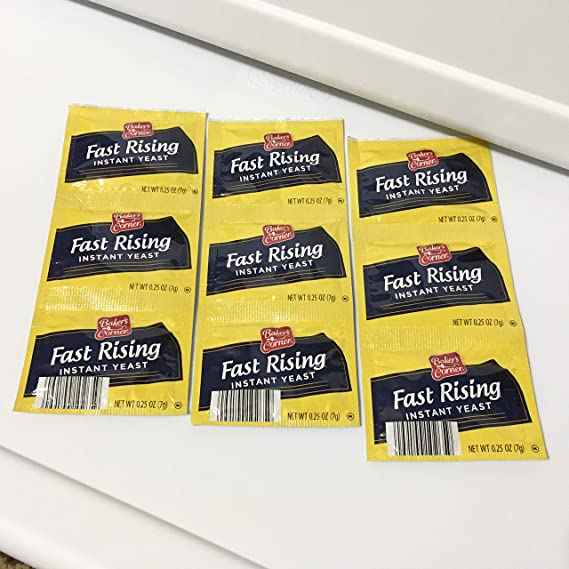 Baker's
Corner
Fast Rising
INSTANT YEAST
NET WT 0.25 OZ (7g)
Baker's
Corner
Fast Rising
INSTANT YEAST
NET WT 0.25 OZ (7g)
Baker's
Corner
Fast Rising
INSTANT YEAST
NET WT 0.25 OZ (7g)
Baker's
Corner
Fast Rising
INSTANT YEAST
NET WT 0.25 OZ (7g)
Baker's
Corner
Fast Rising
INSTANT YEAST
NET WT 0.25 OZ (7g)
Baker's
Corner
Fast Rising
INSTANT YEAST
NET WT 0.25 OZ (7g)
Baker's
Corner
Fast Rising
INSTANT YEAST
NET WT 0.25 OZ (7g)
Baker's
Corner
Fast Rising
INSTANT YEAST
NET WT 0.25 OZ (7g)
Baker's
Corner
Fast Rising
INSTANT YEAST
NET WT 0.25 OZ (7g)